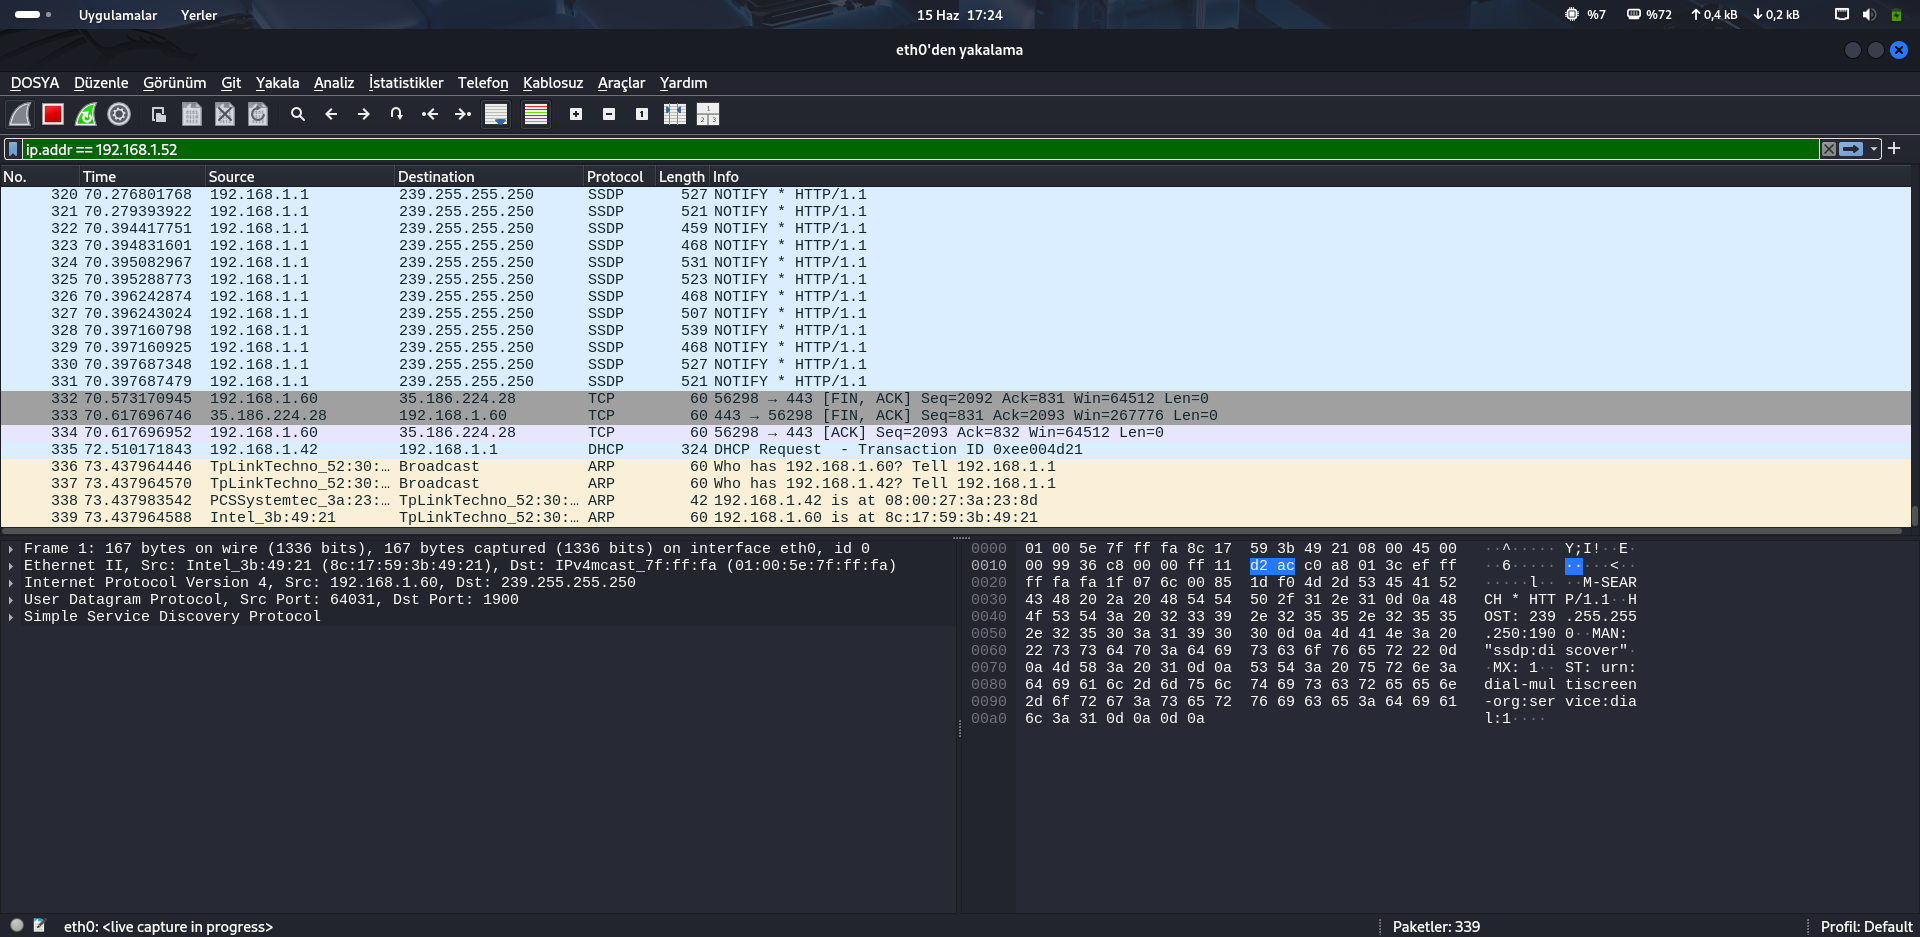 Uygulamalar Yerler 15 Haz 17:24 %7 %72 0,4 kB 0,2 kB
eth0'den yakalama
DOSYA Düzenle Görünüm Git Yakala Analiz İstatistikler Telefon Kablosuz Araçlar Yardım
ip.addr == 192.168.1.52
No. Time Source Destination Protocol Length Info
320 70.276801768 192.168.1.1 239.255.255.250 SSDP 527 NOTIFY * HTTP/1.1
321 70.279393922 192.168.1.1 239.255.255.250 SSDP 521 NOTIFY * HTTP/1.1
322 70.394417751 192.168.1.1 239.255.255.250 SSDP 459 NOTIFY * HTTP/1.1
323 70.394831601 192.168.1.1 239.255.255.250 SSDP 468 NOTIFY * HTTP/1.1
324 70.395082967 192.168.1.1 239.255.255.250 SSDP 531 NOTIFY * HTTP/1.1
325 70.395288773 192.168.1.1 239.255.255.250 SSDP 523 NOTIFY * HTTP/1.1
326 70.396242874 192.168.1.1 239.255.255.250 SSDP 468 NOTIFY * HTTP/1.1
327 70.396243024 192.168.1.1 239.255.255.250 SSDP 507 NOTIFY * HTTP/1.1
328 70.397160798 192.168.1.1 239.255.255.250 SSDP 539 NOTIFY * HTTP/1.1
329 70.397160925 192.168.1.1 239.255.255.250 SSDP 468 NOTIFY * HTTP/1.1
330 70.397687348 192.168.1.1 239.255.255.250 SSDP 527 NOTIFY * HTTP/1.1
331 70.397687479 192.168.1.1 239.255.255.250 SSDP 521 NOTIFY * HTTP/1.1
332 70.573170945 192.168.1.60 35.186.224.28 TCP 60 56298 → 443 [FIN, ACK] Seq=2092 Ack=831 Win=64512 Len=0
333 70.617696746 35.186.224.28 192.168.1.60 TCP 60 443 → 56298 [FIN, ACK] Seq=831 Ack=2093 Win=267776 Len=0
334 70.617696952 192.168.1.60 35.186.224.28 TCP 60 56298 → 443 [ACK] Seq=2093 Ack=832 Win=64512 Len=0
335 72.510171843 192.168.1.42 192.168.1.1 DHCP 324 DHCP Request - Transaction ID 0xee004d21
336 73.437964446 TpLinkTechno_52:30:… Broadcast ARP 60 Who has 192.168.1.60? Tell 192.168.1.1
337 73.437964570 TpLinkTechno_52:30:… Broadcast ARP 60 Who has 192.168.1.42? Tell 192.168.1.1
338 73.437983542 PCSSystemtec_3a:23:… TpLinkTechno_52:30:… ARP 42 192.168.1.42 is at 08:00:27:3a:23:8d
339 73.437964588 Intel_3b:49:21 TpLinkTechno_52:30:… ARP 60 192.168.1.60 is at 8c:17:59:3b:49:21
Frame 1: 167 bytes on wire (1336 bits), 167 bytes captured (1336 bits) on interface eth0, id 0
Ethernet II, Src: Intel_3b:49:21 (8c:17:59:3b:49:21), Dst: IPv4mcast_7f:ff:fa (01:00:5e:7f:ff:fa)
Internet Protocol Version 4, Src: 192.168.1.60, Dst: 239.255.255.250
User Datagram Protocol, Src Port: 64031, Dst Port: 1900
Simple Service Discovery Protocol
0000 01 00 5e 7f ff fa 8c 17 59 3b 49 21 08 00 45 00 ··^····· Y;I!··E·
0010 00 99 36 c8 00 00 ff 11 d2 ac c0 a8 01 3c ef ff ··6····· ·····<··
0020 ff fa fa 1f 07 6c 00 85 1d f0 4d 2d 53 45 41 52 ·····l·· ··M-SEAR
0030 43 48 20 2a 20 48 54 54 50 2f 31 2e 31 0d 0a 48 CH * HTT P/1.1··H
0040 4f 53 54 3a 20 32 33 39 2e 32 35 35 2e 32 35 35 OST: 239 .255.255
0050 2e 32 35 30 3a 31 39 30 30 0d 0a 4d 41 4e 3a 20 .250:190 0··MAN:
0060 22 73 73 64 70 3a 64 69 73 63 6f 76 65 72 22 0d "ssdp:di scover"·
0070 0a 4d 58 3a 20 31 0d 0a 53 54 3a 20 75 72 6e 3a ·MX: 1·· ST: urn:
0080 64 69 61 6c 2d 6d 75 6c 74 69 73 63 72 65 65 6e dial-mul tiscreen
0090 2d 6f 72 67 3a 73 65 72 76 69 63 65 3a 64 69 61 -org:ser vice:dia
00a0 6c 3a 31 0d 0a 0d 0a l:1····
eth0: <live capture in progress> Paketler: 339 Profil: Default